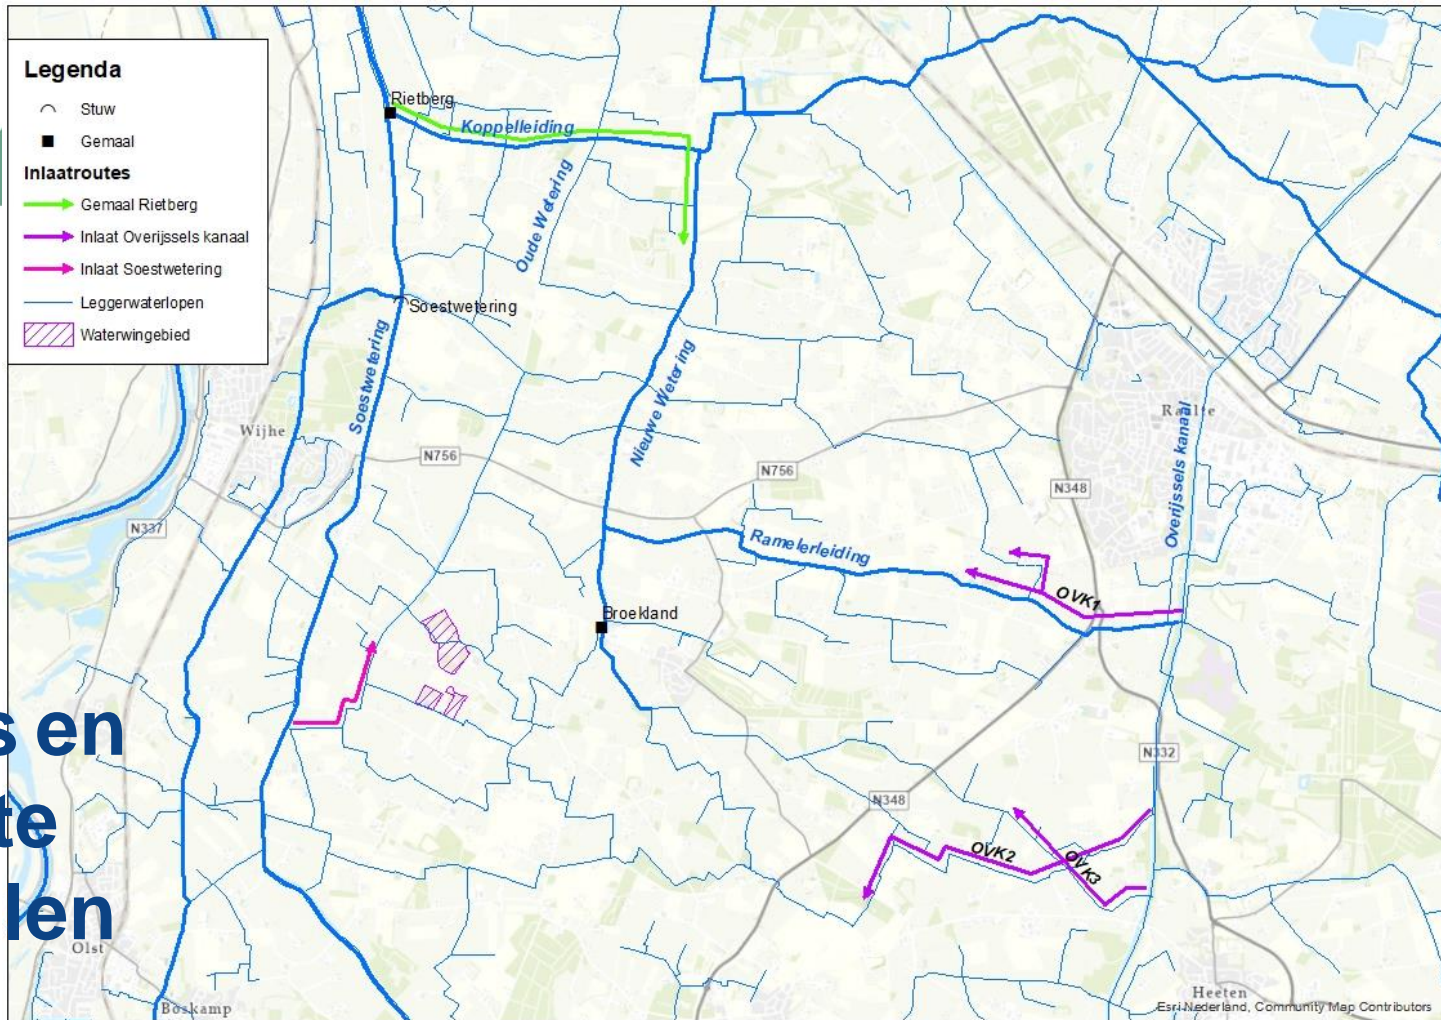 Legenda
Stuw
Gemaal
Inlaatroutes
Gemaal Rietberg
Inlaat Overijssels kanaal
Inlaat Soestwetering
Leggerwaterlopen
Waterwingebied
Rietberg
Koppelleiding
Oude Wetering
Soestwetering
Soestwetering
Nieuwe Wetering
Wijhe
N756
N756
N337
N348
Raalte
Overijssels kanaal
Ramelerleiding
OVK1
Broekland
N332
N348
OVK2
OVK3
s en
te
len
Olst
Boskamp
Heeten
Esri Nederland, Community Map Contributors